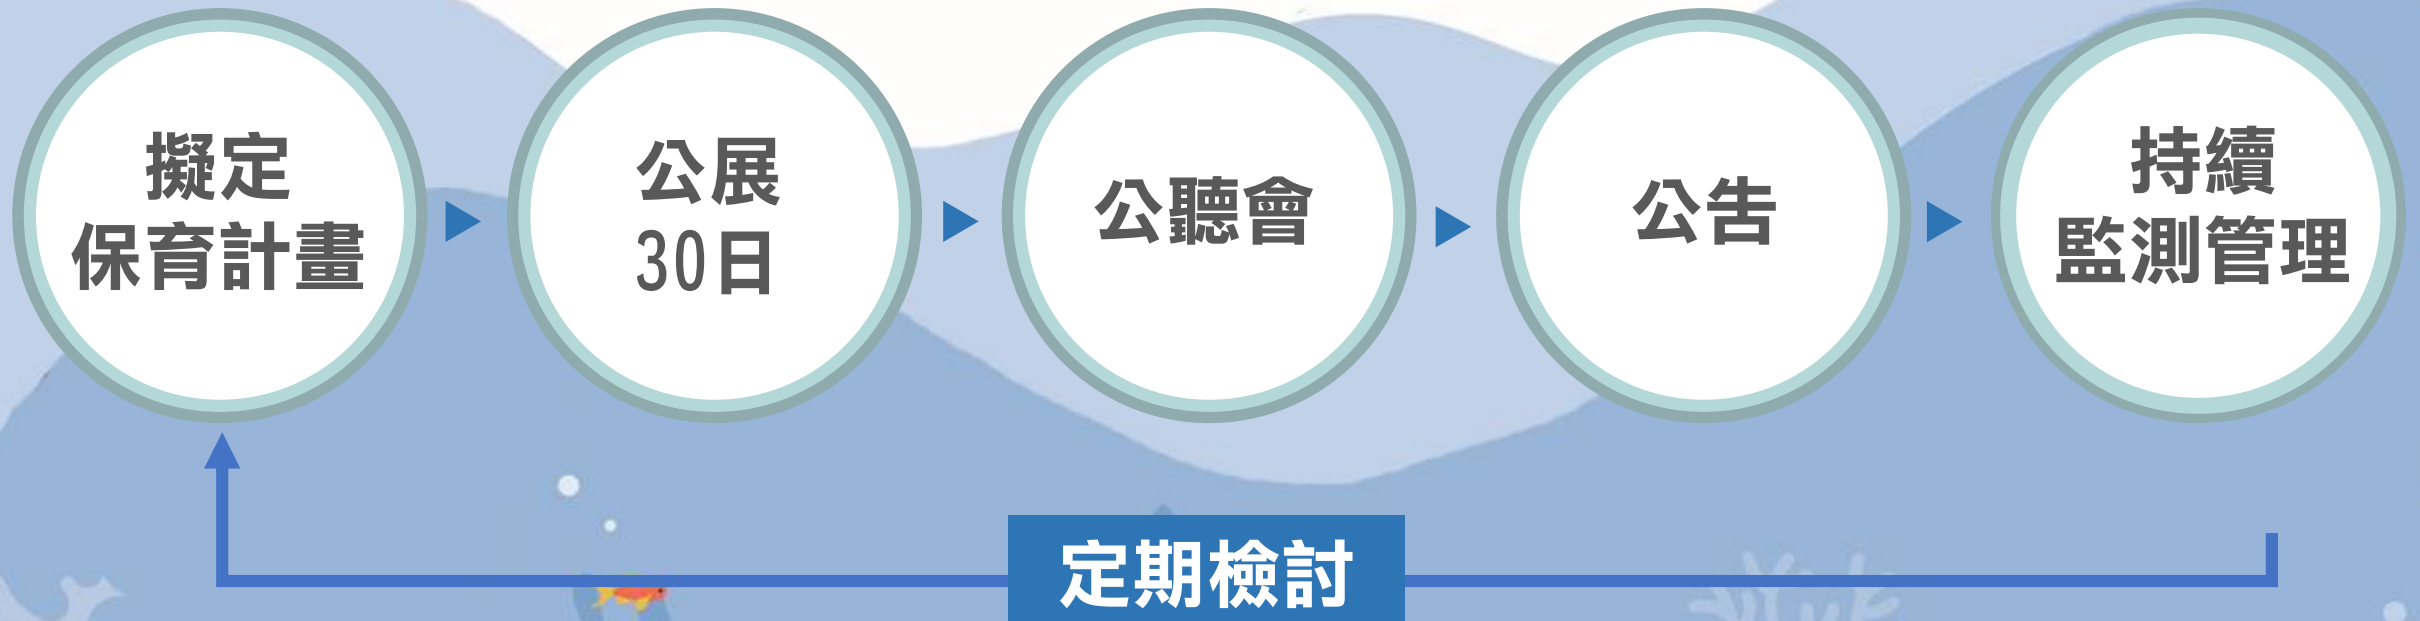 擬定
保育計畫
公展
30日
公聽會
公告
持續
監測管理
定期檢討